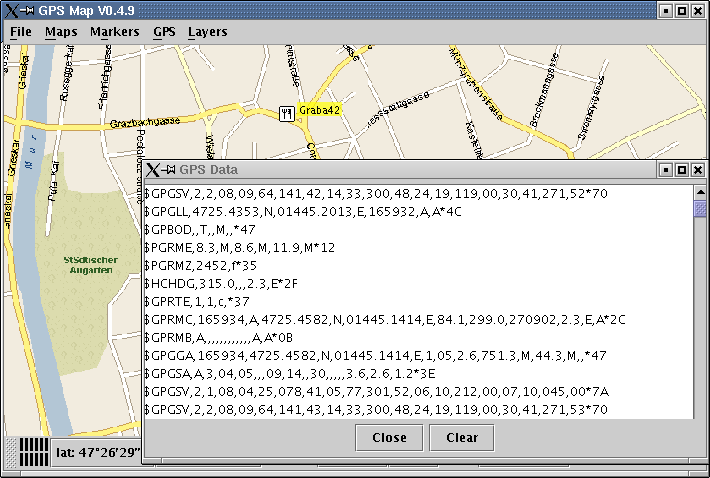 GPS Map V0.4.9
File Maps Markers GPS Layers
Grieskai
Grazbachgasse
Graba42
Brockmanngasse
Mur
Städtischer
Augarten
GPS Data
$GPGSV,2,2,08,09,64,141,42,14,33,300,48,24,19,119,00,30,41,271,52*70
$GPGLL,4725.4353,N,01445.2013,E,165932,A,A*4C
$GPBOD,,T,,M,,*47
$PGRME,8.3,M,8.6,M,11.9,M*12
$PGRMZ,2452,f*35
$HCHDG,315.0,,,2.3,E*2F
$GPRTE,1,1,c,*37
$GPRMC,165934,A,4725.4582,N,01445.1414,E,84.1,299.0,270902,2.3,E,A*2C
$GPRMB,A,,,,,,,,,,,,A,A*0B
$GPGGA,165934,4725.4582,N,01445.1414,E,1,05,2.6,751.3,M,44.3,M,,*47
$GPGSA,A,3,04,05,,,09,14,,30,,,,,3.6,2.6,1.2*3E
$GPGSV,2,1,08,04,25,078,41,05,77,301,52,06,10,212,00,07,10,045,00*7A
$GPGSV,2,2,08,09,64,141,43,14,33,300,48,24,19,119,00,30,41,271,53*70
Close Clear
lat: 47°26'29"